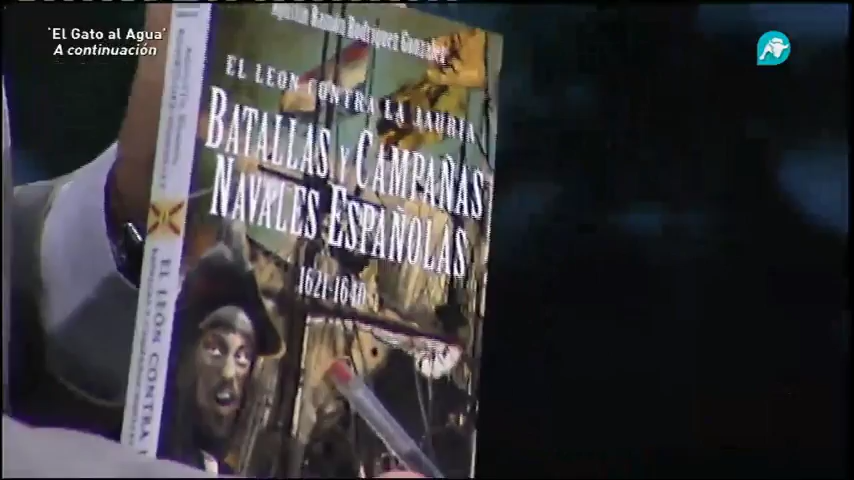 'El Gato al Agua'
A continuación
Agustín Ramón Rodríguez González
EL LEON CONTRA LA JAURIA
BATALLAS Y CAMPAÑAS
NAVALES ESPAÑOLAS
1621-1640
EL LEON CONTRA